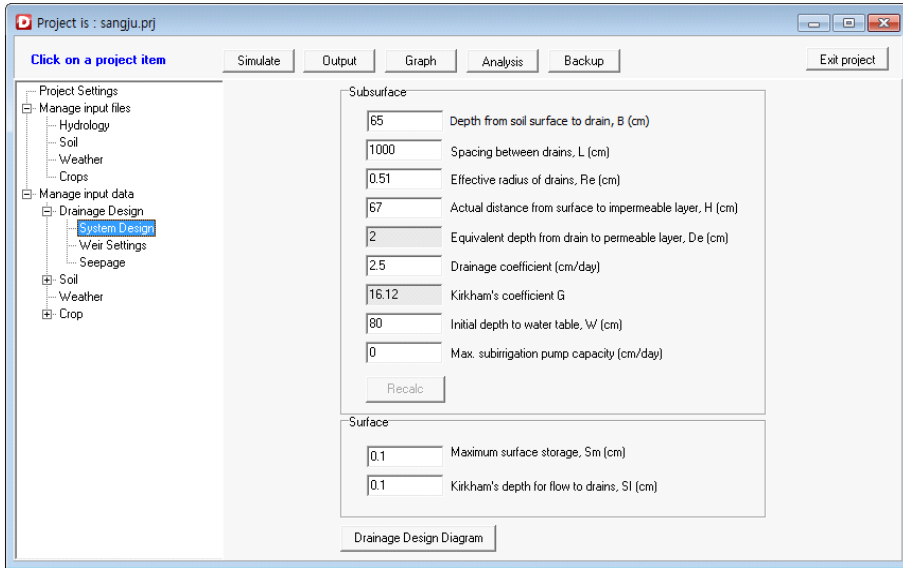 Project is : sangju.prj
Click on a project item
Simulate
Output
Graph
Analysis
Backup
Exit project
Project Settings
Manage input files
Hydrology
Soil
Weather
Crops
Manage input data
Drainage Design
System Design
Weir Settings
Seepage
Soil
Weather
Crop
Subsurface
65 Depth from soil surface to drain, B (cm)
1000 Spacing between drains, L (cm)
0.51 Effective radius of drains, Re (cm)
67 Actual distance from surface to impermeable layer, H (cm)
2 Equivalent depth from drain to permeable layer, De (cm)
2.5 Drainage coefficient (cm/day)
16.12 Kirkham's coefficient G
80 Initial depth to water table, W (cm)
0 Max. subirrigation pump capacity (cm/day)
Recalc
Surface
0.1 Maximum surface storage, Sm (cm)
0.1 Kirkham's depth for flow to drains, Sl (cm)
Drainage Design Diagram